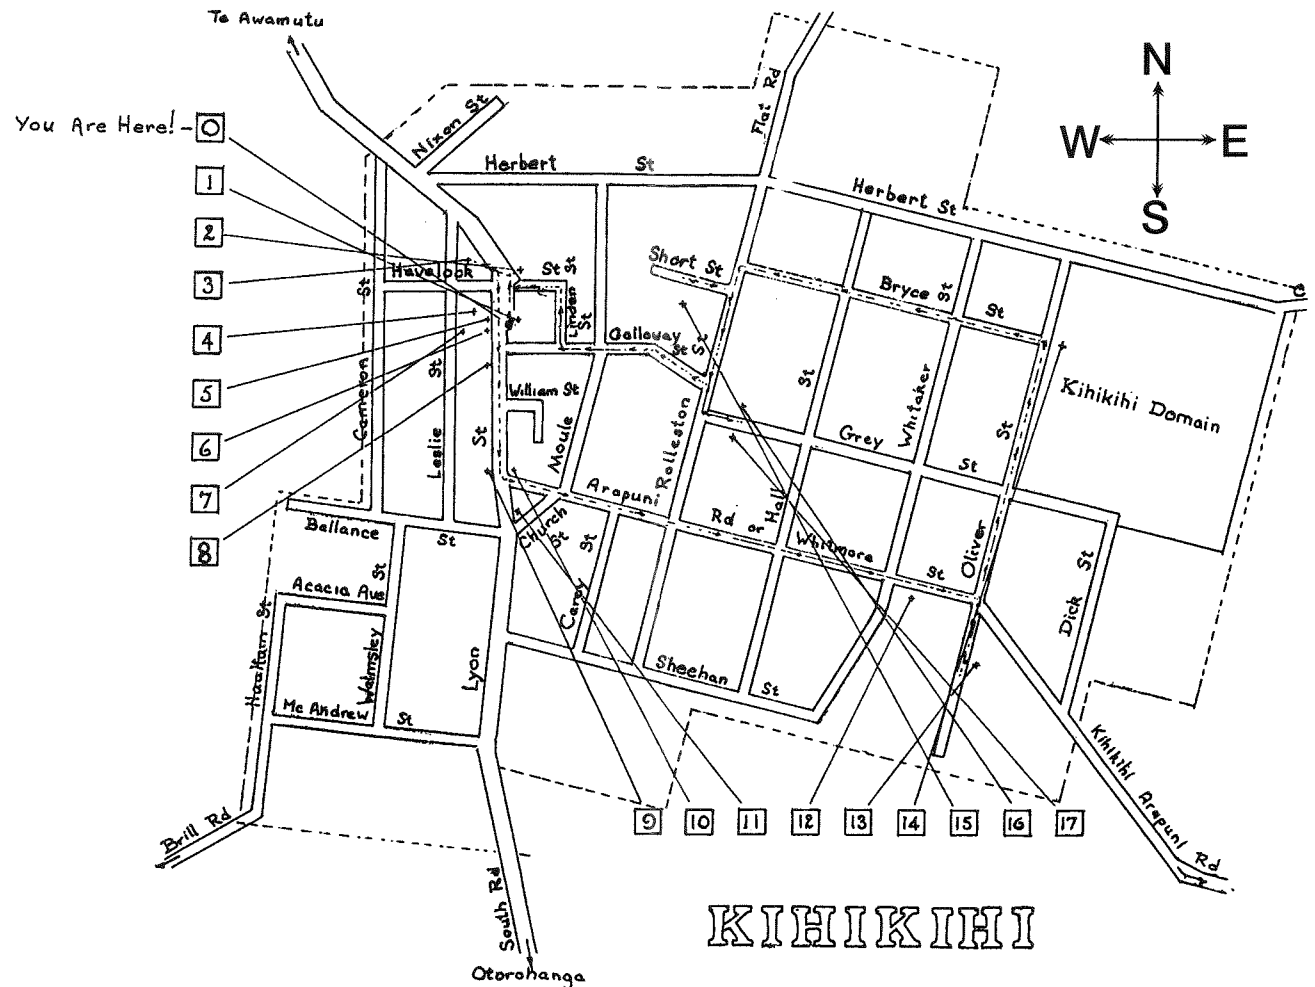 Te Awamutu
You Are Here! - 0
1
2
3
4
5
6
7
8
N
W E
S
Nixon St
Herbert St
Flat Rd
Herbert St
Short St
Havelock St
Linden St
St
Galloway St
Bryce St
St
Cameron St
Leslie St
St
William St
Moule
Rolleston St
Whitaker
St
Grey St
Kihikihi Domain
Arapuni Rd or Whitmore St
Hall
Church St
Carey St
Oliver St
Dick St
Ballance St
Acacia Ave
Walmsley St
Mc Andrew St
Lyon
Sheehan St
Kihikihi Arapuni Rd
Brill Rd
South Rd
Otorohanga
9 10 11 12 13 14 15 16 17
KIHIKIHI